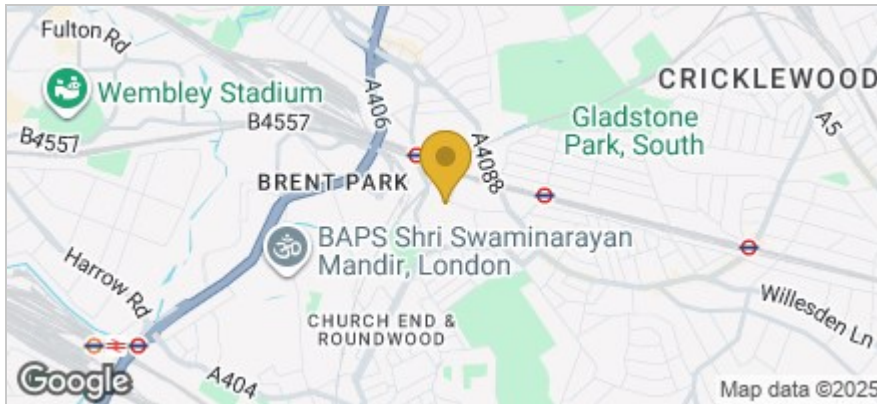 Fulton Rd
Wembley Stadium
B4557
B4557
A406
A4088
CRICKLEWOOD
Gladstone
Park, South
A5
BRENT PARK
BAPS Shri Swaminarayan
Mandir, London
Harrow Rd
CHURCH END &
ROUNDWOOD
Willesden Ln
A404
Google
Map data ©2025